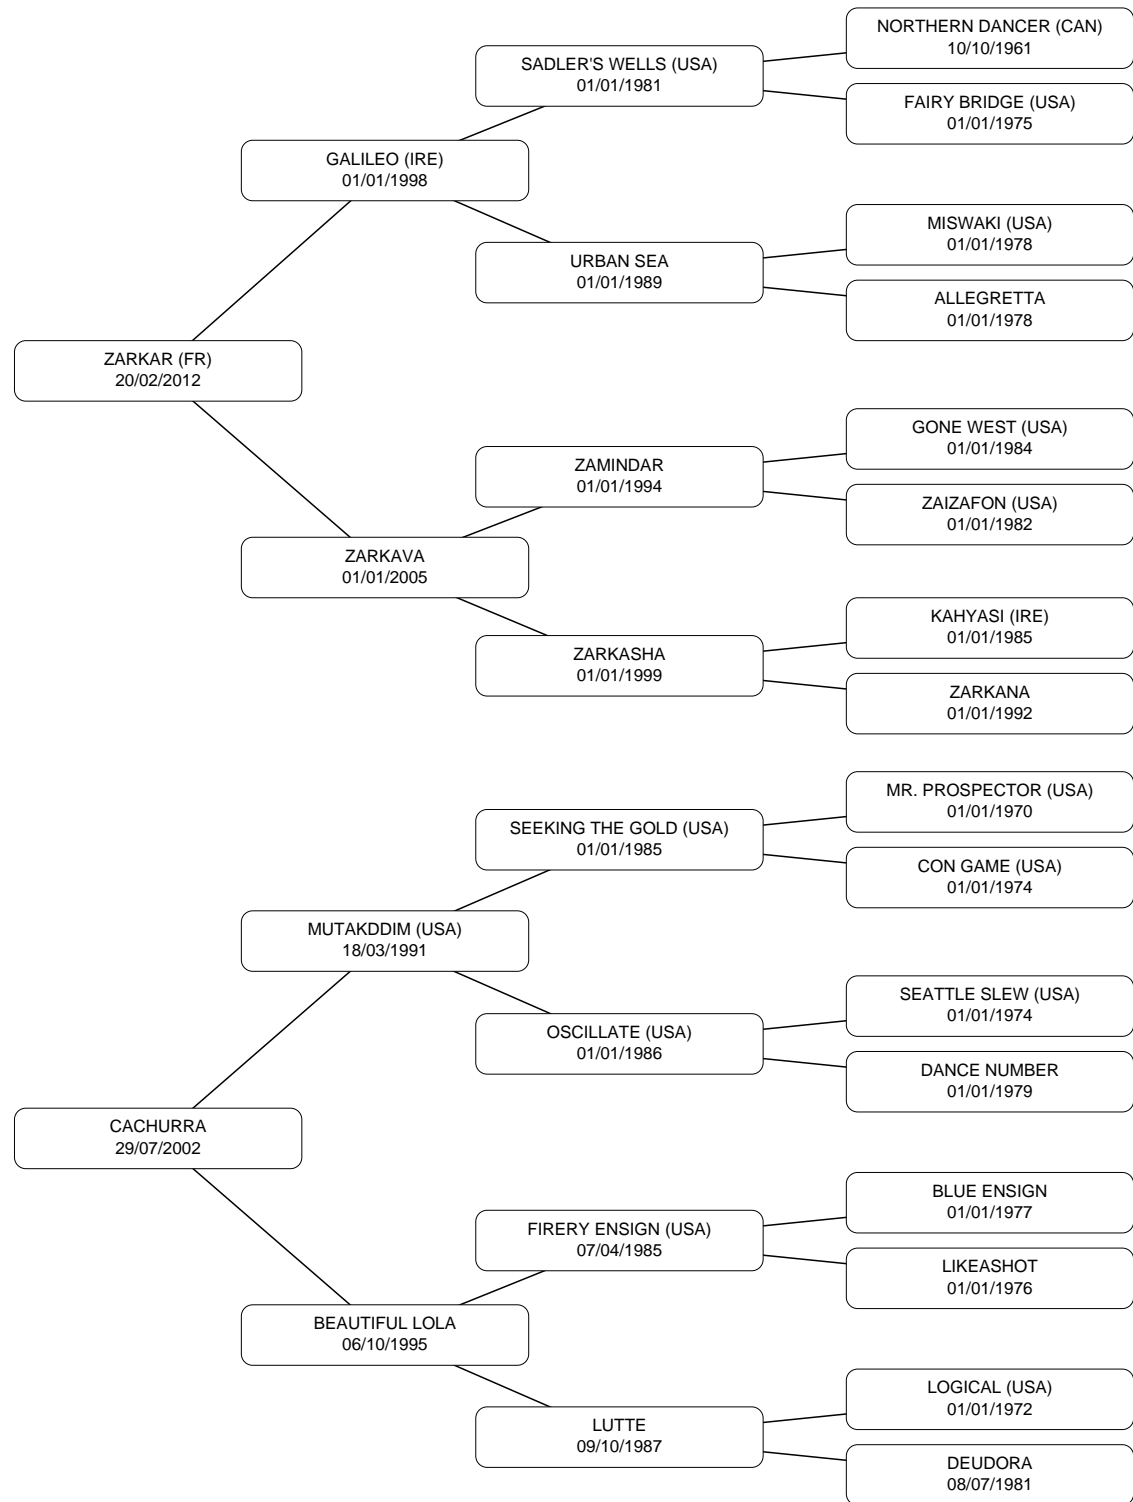 NORTHERN DANCER (CAN)
10/10/1961
SADLER'S WELLS (USA)
01/01/1981
FAIRY BRIDGE (USA)
01/01/1975
GALILEO (IRE)
01/01/1998
MISWAKI (USA)
01/01/1978
URBAN SEA
01/01/1989
ALLEGRETTA
01/01/1978
ZARKAR (FR)
20/02/2012
GONE WEST (USA)
01/01/1984
ZAMINDAR
01/01/1994
ZAIZAFON (USA)
01/01/1982
ZARKAVA
01/01/2005
KAHYASI (IRE)
01/01/1985
ZARKASHA
01/01/1999
ZARKANA
01/01/1992
MR. PROSPECTOR (USA)
01/01/1970
SEEKING THE GOLD (USA)
01/01/1985
CON GAME (USA)
01/01/1974
MUTAKDDIM (USA)
18/03/1991
SEATTLE SLEW (USA)
01/01/1974
OSCILLATE (USA)
01/01/1986
DANCE NUMBER
01/01/1979
CACHURRA
29/07/2002
BLUE ENSIGN
01/01/1977
FIRERY ENSIGN (USA)
07/04/1985
LIKEASHOT
01/01/1976
BEAUTIFUL LOLA
06/10/1995
LOGICAL (USA)
01/01/1972
LUTTE
09/10/1987
DEUDORA
08/07/1981